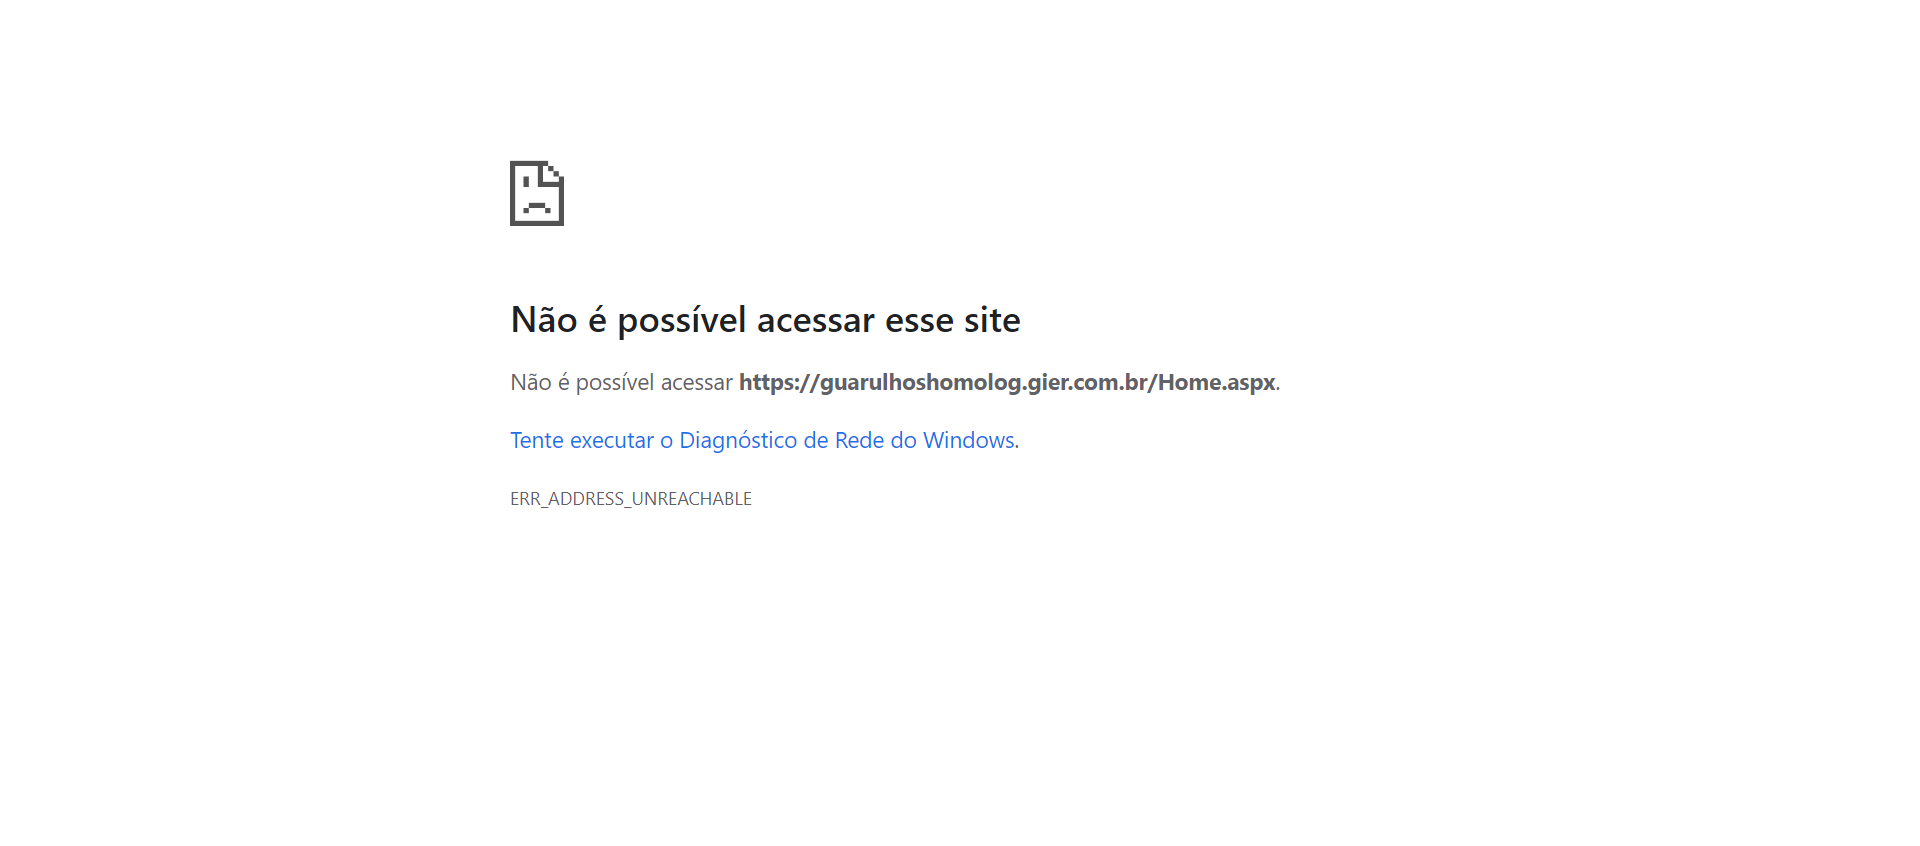 Não é possível acessar esse site
Não é possível acessar https://guarulhoshomolog.gier.com.br/Home.aspx.
Tente executar o Diagnóstico de Rede do Windows.
ERR_ADDRESS_UNREACHABLE